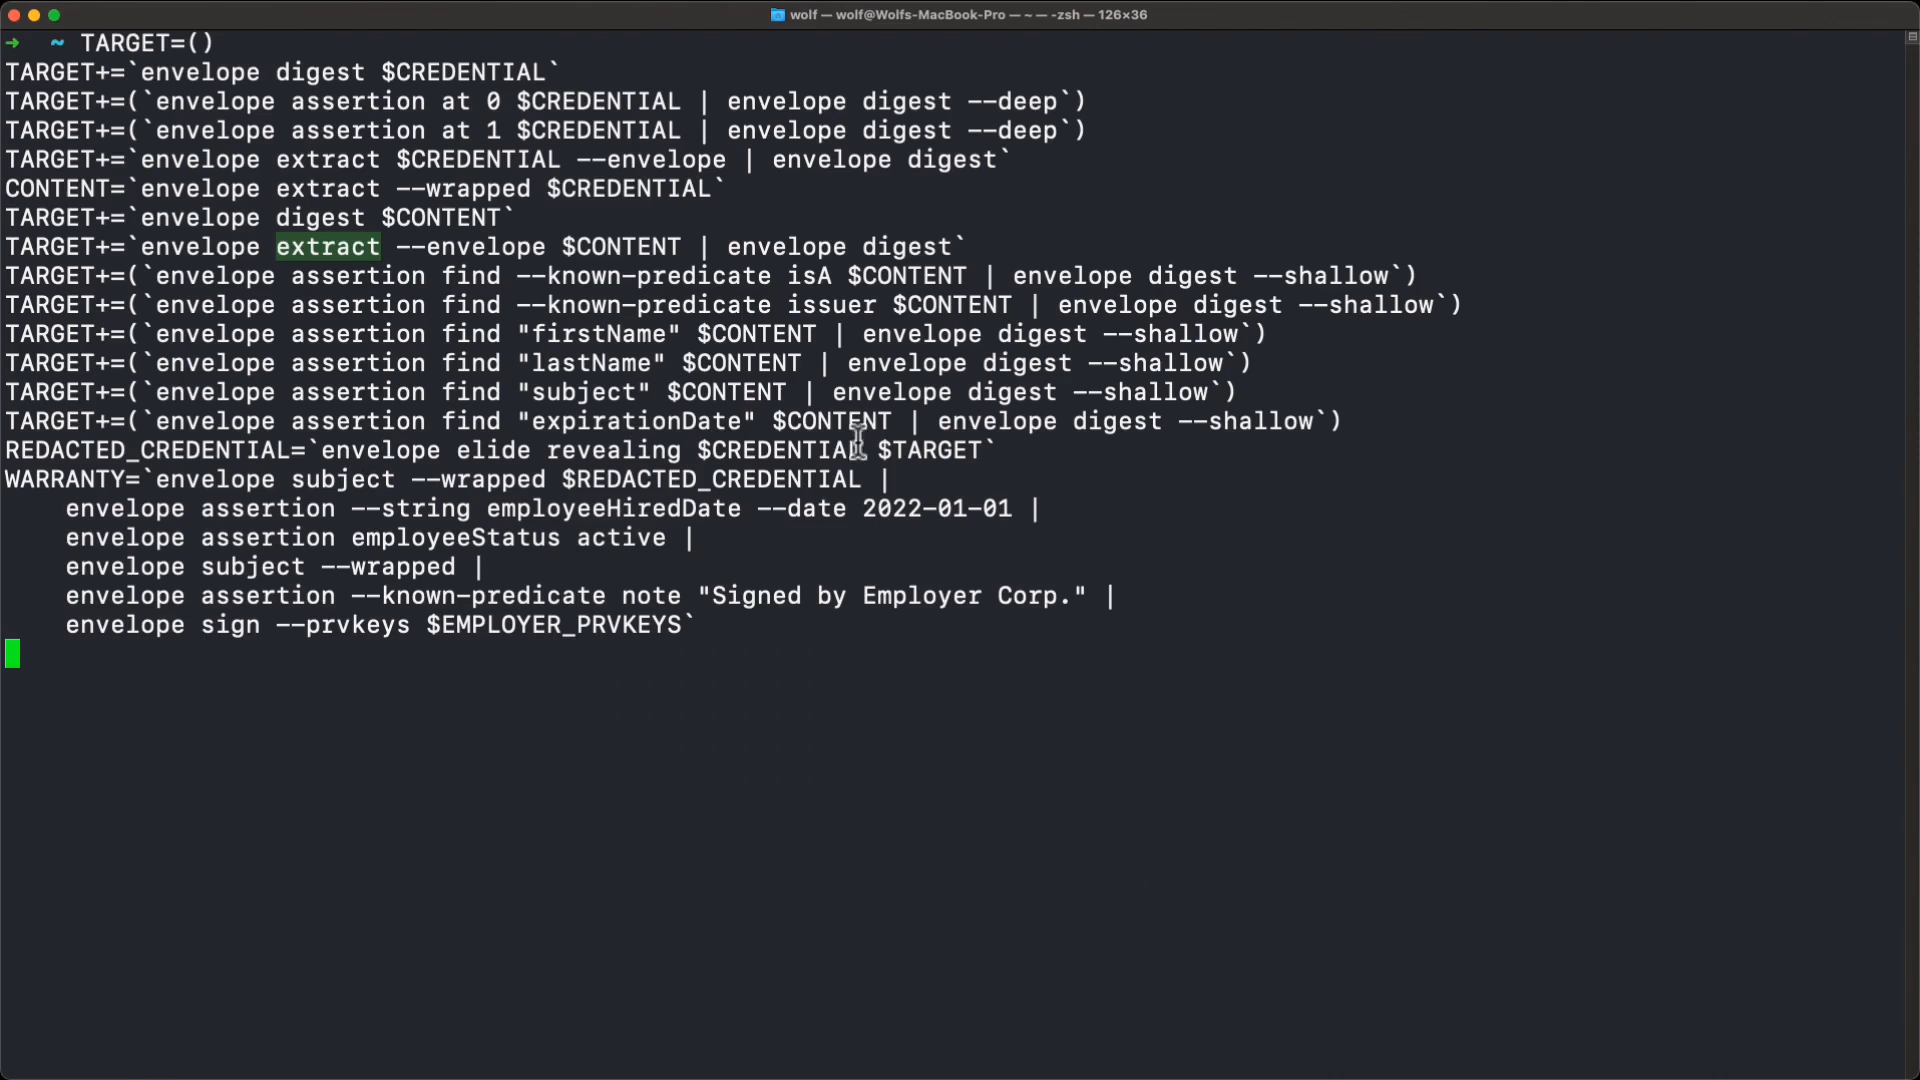 wolf — wolf@Wolfs-MacBook-Pro — ~ — -zsh — 126×36
➜  ~ TARGET=()
TARGET+=`envelope digest $CREDENTIAL`
TARGET+=(`envelope assertion at 0 $CREDENTIAL | envelope digest --deep`)
TARGET+=(`envelope assertion at 1 $CREDENTIAL | envelope digest --deep`)
TARGET+=`envelope extract $CREDENTIAL --envelope | envelope digest`
CONTENT=`envelope extract --wrapped $CREDENTIAL`
TARGET+=`envelope digest $CONTENT`
TARGET+=`envelope extract --envelope $CONTENT | envelope digest`
TARGET+=(`envelope assertion find --known-predicate isA $CONTENT | envelope digest --shallow`)
TARGET+=(`envelope assertion find --known-predicate issuer $CONTENT | envelope digest --shallow`)
TARGET+=(`envelope assertion find "firstName" $CONTENT | envelope digest --shallow`)
TARGET+=(`envelope assertion find "lastName" $CONTENT | envelope digest --shallow`)
TARGET+=(`envelope assertion find "subject" $CONTENT | envelope digest --shallow`)
TARGET+=(`envelope assertion find "expirationDate" $CONTENT | envelope digest --shallow`)
REDACTED_CREDENTIAL=`envelope elide revealing $CREDENTIAL $TARGET`
WARRANTY=`envelope subject --wrapped $REDACTED_CREDENTIAL |
    envelope assertion --string employeeHiredDate --date 2022-01-01 |
    envelope assertion employeeStatus active |
    envelope subject --wrapped |
    envelope assertion --known-predicate note "Signed by Employer Corp." |
    envelope sign --prvkeys $EMPLOYER_PRVKEYS`